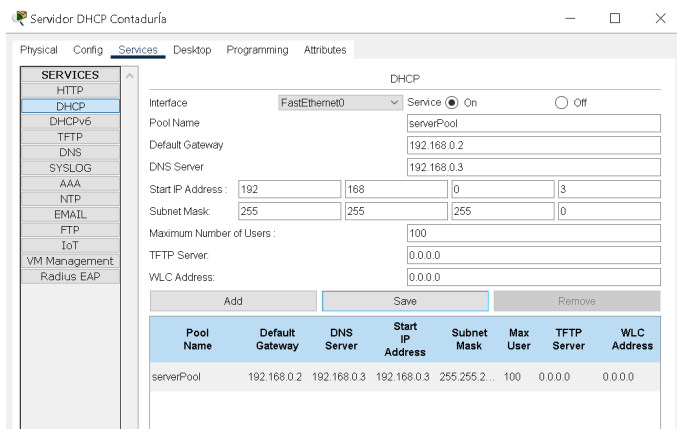 Servidor DHCP Contaduría
Physical Config Services Desktop Programming Attributes
SERVICES
HTTP
DHCP
DHCPv6
TFTP
DNS
SYSLOG
AAA
NTP
EMAIL
FTP
IoT
VM Management
Radius EAP
DHCP
Interface FastEthernet0 Service On Off
Pool Name serverPool
Default Gateway 192.168.0.2
DNS Server 192.168.0.3
Start IP Address : 192 168 0 3
Subnet Mask: 255 255 255 0
Maximum Number of Users : 100
TFTP Server: 0.0.0.0
WLC Address: 0.0.0.0
Add Save Remove
Pool Name Default Gateway DNS Server Start IP Address Subnet Mask Max User TFTP Server WLC Address
serverPool 192.168.0.2 192.168.0.3 192.168.0.3 255.255.2... 100 0.0.0.0 0.0.0.0